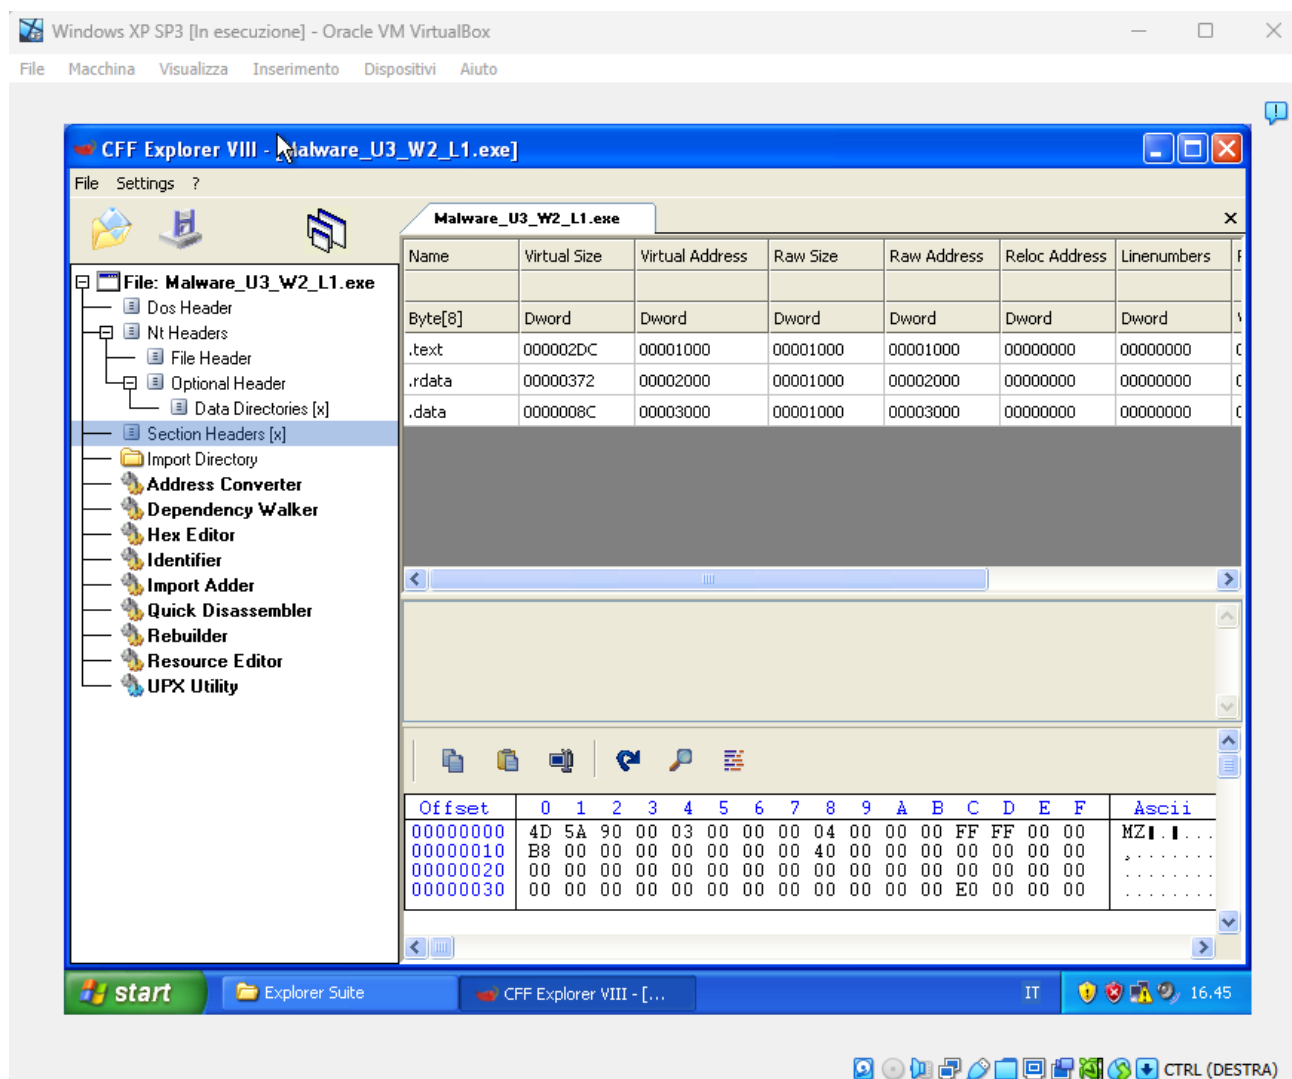 Windows XP SP3 [In esecuzione] - Oracle VM VirtualBox
File Macchina Visualizza Inserimento Dispositivi Aiuto
CFF Explorer VIII - [Malware_U3_W2_L1.exe]
File Settings ?
Malware_U3_W2_L1.exe
File: Malware_U3_W2_L1.exe
Dos Header
Nt Headers
File Header
Optional Header
Data Directories [x]
Section Headers [x]
Import Directory
Address Converter
Dependency Walker
Hex Editor
Identifier
Import Adder
Quick Disassembler
Rebuilder
Resource Editor
UPX Utility
Name Virtual Size Virtual Address Raw Size Raw Address Reloc Address Linenumbers
Byte[8] Dword Dword Dword Dword Dword Dword
.text 000002DC 00001000 00001000 00001000 00000000 00000000
.rdata 00000372 00002000 00001000 00002000 00000000 00000000
.data 0000008C 00003000 00001000 00003000 00000000 00000000
Offset 0 1 2 3 4 5 6 7 8 9 A B C D E F Ascii
00000000 4D 5A 90 00 03 00 00 00 04 00 00 00 FF FF 00 00 MZ▮.▮...
00000010 B8 00 00 00 00 00 00 00 40 00 00 00 00 00 00 00 ¸.......
00000020 00 00 00 00 00 00 00 00 00 00 00 00 00 00 00 00 ........
00000030 00 00 00 00 00 00 00 00 00 00 00 00 E0 00 00 00 ........
start Explorer Suite CFF Explorer VIII - [... IT 16.45
CTRL (DESTRA)